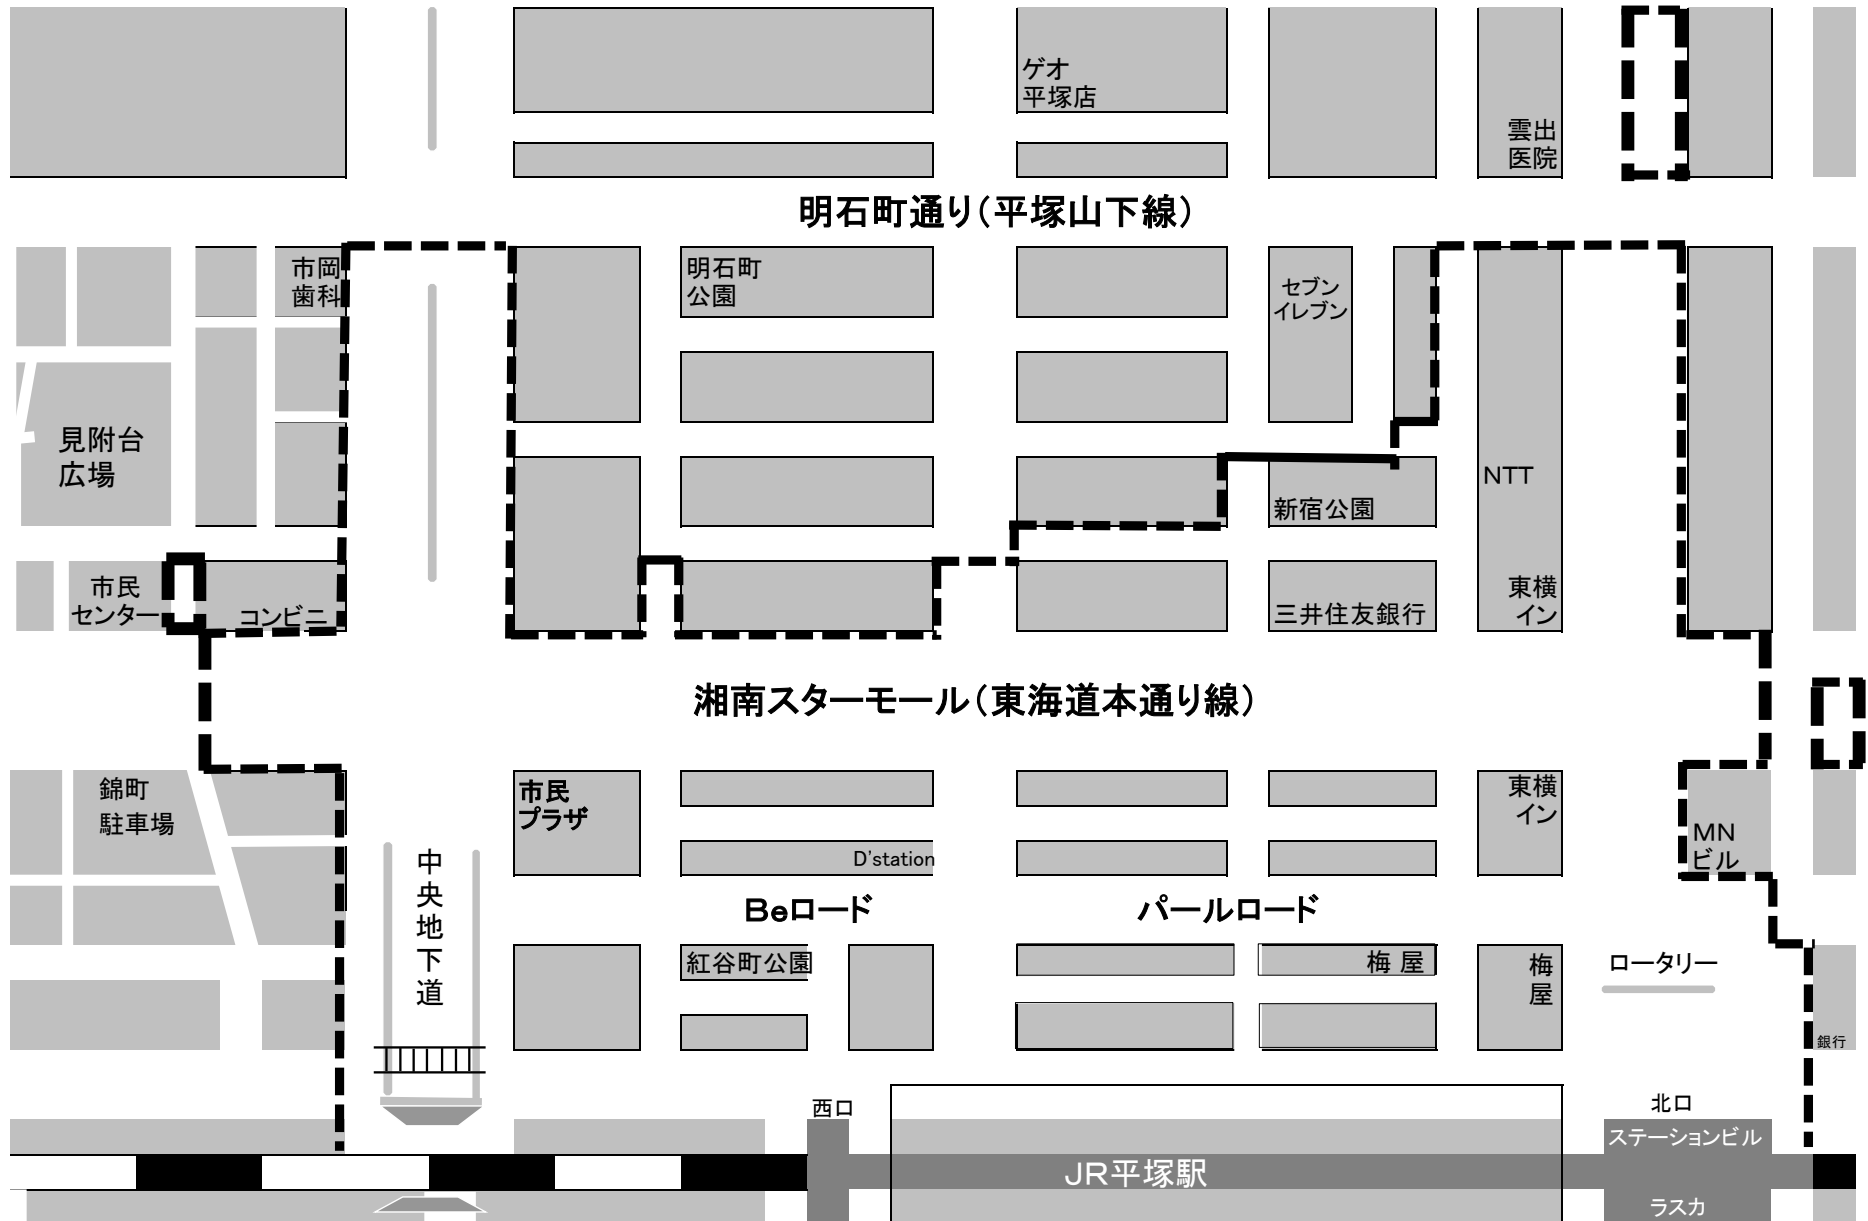 ゲオ
平塚店
雲出
医院
明石町通り(平塚山下線)
市岡
歯科
明石町
公園
セブン
イレブン
見附台
広場
NTT
新宿公園
市民
センター
コンビニ
三井住友銀行
東横
イン
湘南スターモール(東海道本通り線)
錦町
駐車場
市民
プラザ
東横
イン
MN
ビル
D'station
中央地下道
Beロード
パールロード
紅谷町公園
梅 屋
梅屋
ロータリー
銀行
西口
北口
ステーションビル
JR平塚駅
ラスカ